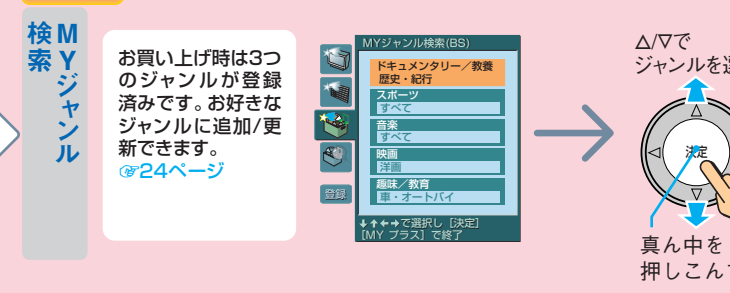 MYジャンル
検索
お買い上げ時は3つ
のジャンルが登録
済みです。お好きな
ジャンルに追加/更
新できます。
☞24ページ
MYジャンル検索(BS)
ドキュメンタリー／教養
歴史・紀行
スポーツ
すべて
音楽
すべて
映画
洋画
趣味／教育
車・オートバイ
登録
↓↑←→で選択し［決定］
［MY プラス］で終了
△/▽で
ジャンルを選
△
◁
決定
▽
真ん中を
押しこん